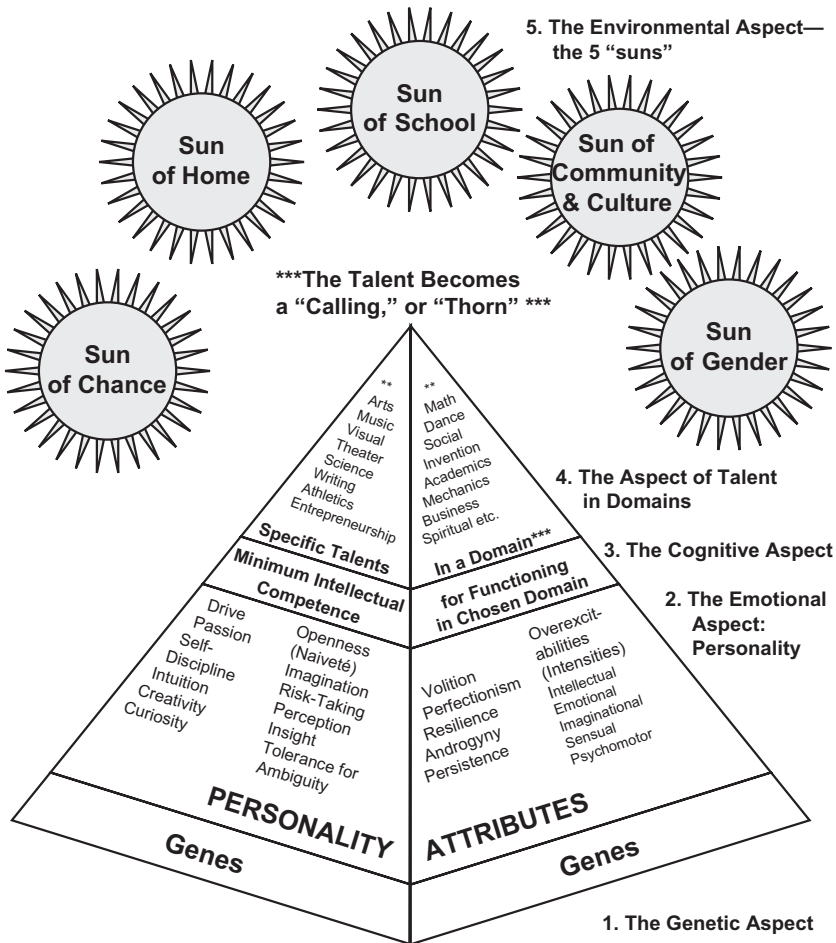 5. The Environmental Aspect—
the 5 “suns”
Sun
of School
Sun
of Home
Sun of
Community
& Culture
Sun
of Chance
Sun
of Gender
***The Talent Becomes
a “Calling,” or “Thorn” ***
**
Arts
Music
Visual
Theater
Science
Writing
Athletics
Entrepreneurship
Specific Talents
**
Math
Dance
Social
Invention
Academics
Mechanics
Business
Spiritual etc.
In a Domain***
4. The Aspect of Talent
in Domains
Minimum Intellectual
Competence
for Functioning
in Chosen Domain
3. The Cognitive Aspect
Drive
Passion
Self-
Discipline
Intuition
Creativity
Curiosity
Openness
(Naiveté)
Imagination
Risk-Taking
Perception
Insight
Tolerance for
Ambiguity
Volition
Perfectionism
Resilience
Androgyny
Persistence
Overexcit-
abilities
(Intensities)
Intellectual
Emotional
Imaginational
Sensual
Psychomotor
2. The Emotional
Aspect:
Personality
PERSONALITY
ATTRIBUTES
Genes
Genes
1. The Genetic Aspect